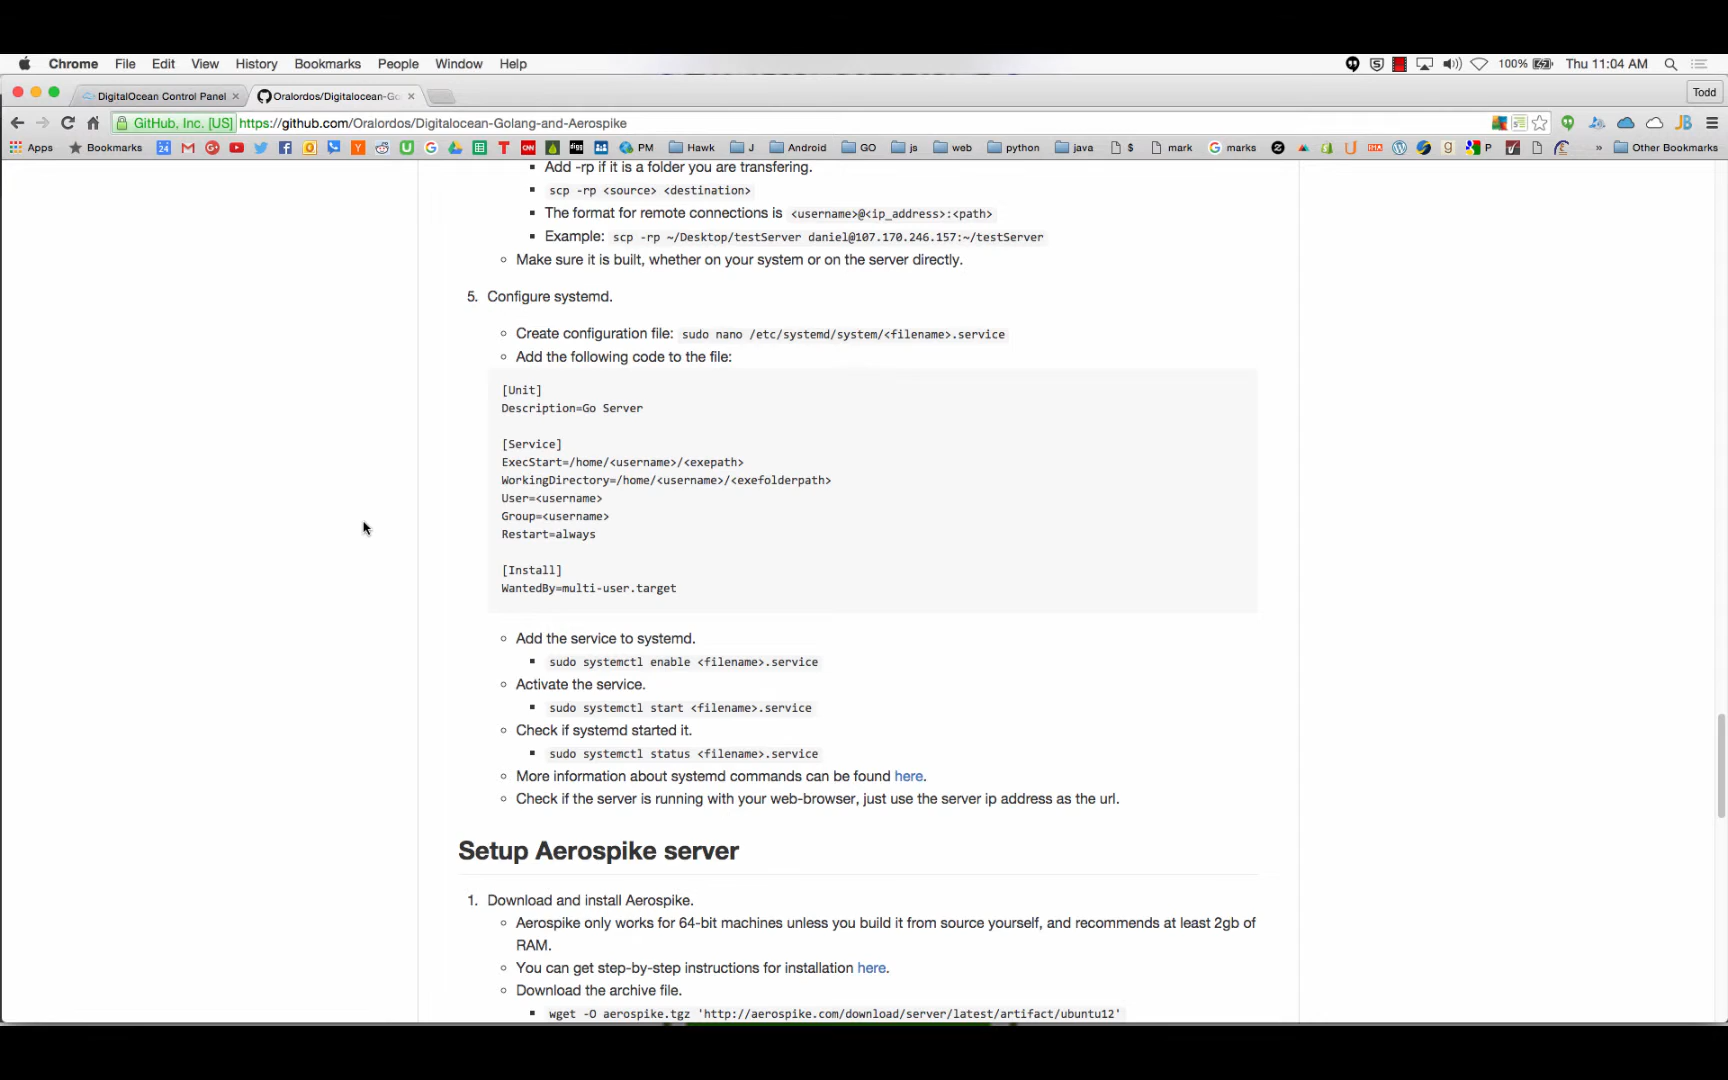 Chrome File Edit View History Bookmarks People Window Help 100% Thu 11:04 AM
DigitalOcean Control Panel × Oralordos/Digitalocean-Go × Todd
GitHub, Inc. [US] https://github.com/Oralordos/Digitalocean-Golang-and-Aerospike
Apps Bookmarks PM Hawk J Android GO js web python java $ mark marks P » Other Bookmarks
Add -rp if it is a folder you are transfering.
scp -rp <source> <destination>
The format for remote connections is <username>@<ip_address>:<path>
Example: scp -rp ~/Desktop/testServer daniel@107.170.246.157:~/testServer
Make sure it is built, whether on your system or on the server directly.
5. Configure systemd.
Create configuration file: sudo nano /etc/systemd/system/<filename>.service
Add the following code to the file:
[Unit]
Description=Go Server
[Service]
ExecStart=/home/<username>/<exepath>
WorkingDirectory=/home/<username>/<exefolderpath>
User=<username>
Group=<username>
Restart=always
[Install]
WantedBy=multi-user.target
Add the service to systemd.
sudo systemctl enable <filename>.service
Activate the service.
sudo systemctl start <filename>.service
Check if systemd started it.
sudo systemctl status <filename>.service
More information about systemd commands can be found here.
Check if the server is running with your web-browser, just use the server ip address as the url.
Setup Aerospike server
1. Download and install Aerospike.
Aerospike only works for 64-bit machines unless you build it from source yourself, and recommends at least 2gb of
RAM.
You can get step-by-step instructions for installation here.
Download the archive file.
wget -O aerospike.tgz 'http://aerospike.com/download/server/latest/artifact/ubuntu12'